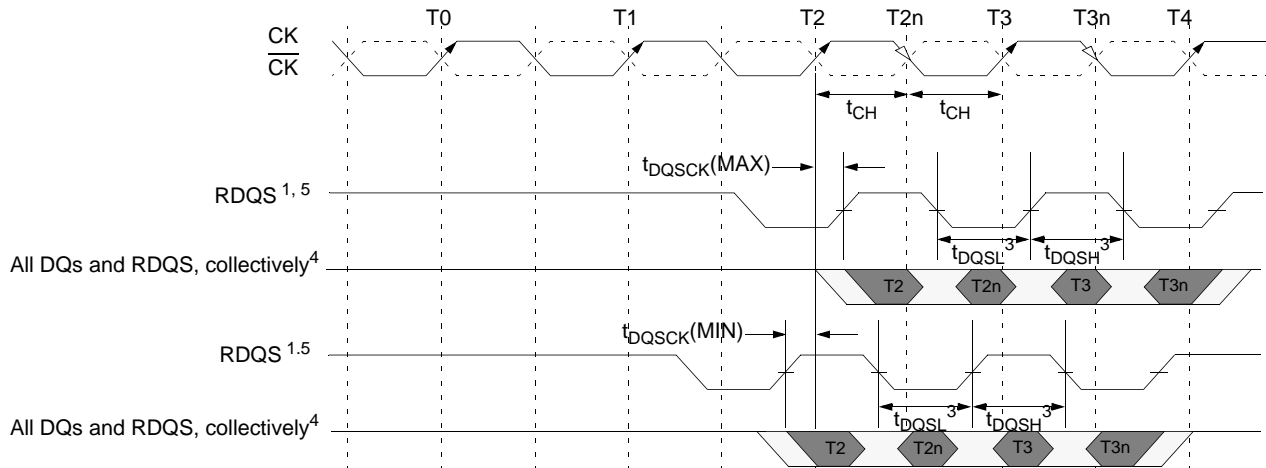 T0 T1 T2 T2n T3 T3n T4
CK
CK
tCH tCH
tDQSCK(MAX)
RDQS 1, 5
tDQSL3 tDQSH3
All DQs and RDQS, collectively4
T2 T2n T3 T3n
tDQSCK(MIN)
RDQS 1.5
tDQSL3 tDQSH3
All DQs and RDQS, collectively4
T2 T2n T3 T3n